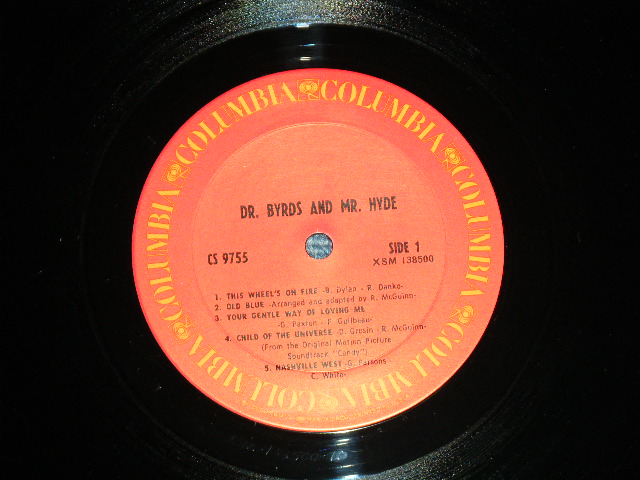 COLUMBIA COLUMBIA COLUMBIA COLUMBIA COLUMBIA COLUMBIA
DR. BYRDS AND MR. HYDE
CS 9755 SIDE 1
XSM 138500
1. THIS WHEEL'S ON FIRE -B. Dylan - R. Danko-
2. OLD BLUE -Arranged and adapted by R. McGuinn-
3. YOUR GENTLE WAY OF LOVING ME
-G. Paxton - F. Guilbeau-
4. CHILD OF THE UNIVERSE -D. Grusin - R. McGuinn-
(From the Original Motion Picture
Soundtrack "Candy")
5. NASHVILLE WEST -G. Parsons -
C. White-